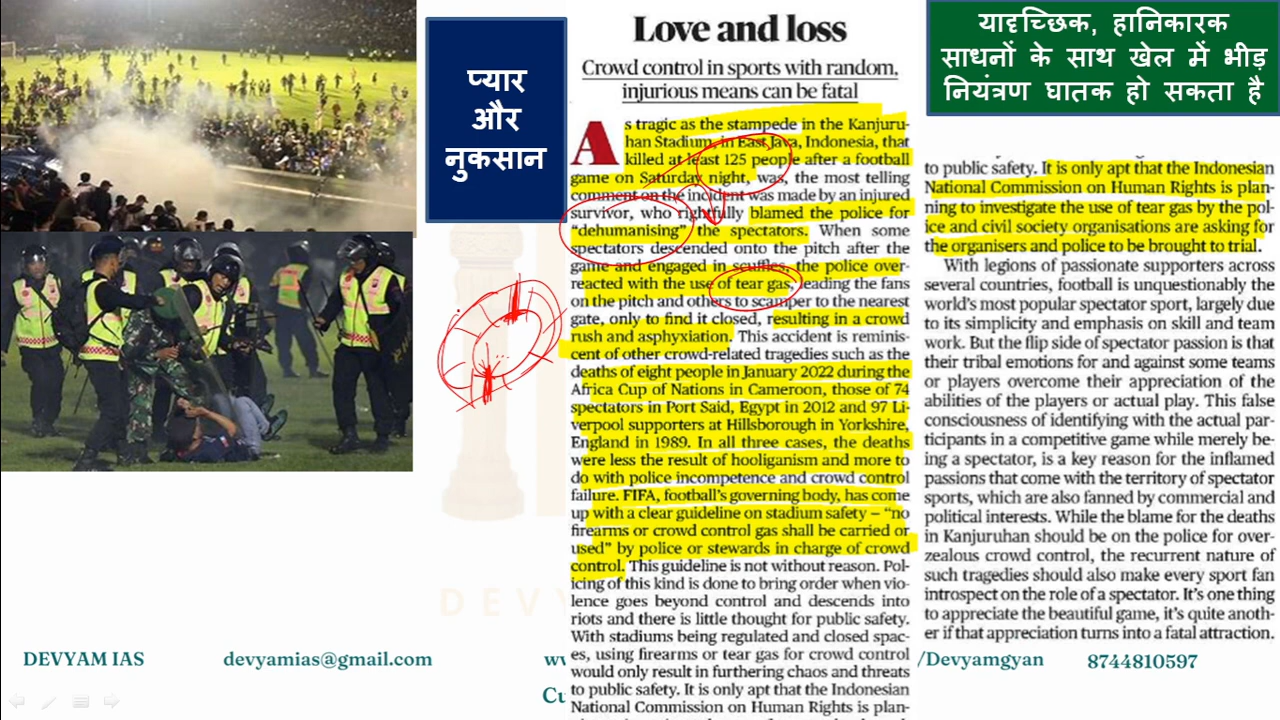 प्यार
और
नुकसान
Love and loss
Crowd control in sports with random,
injurious means can be fatal
As tragic as the stampede in the Kanjuru-
han Stadium in East Java, Indonesia, that
killed at least 125 people after a football
game on Saturday night, was, the most telling
comment on the incident was made by an injured
survivor, who rightfully blamed the police for
“dehumanising” the spectators. When some
spectators descended onto the pitch after the
game and engaged in scuffles, the police over-
reacted with the use of tear gas, leading the fans
on the pitch and others to scamper to the nearest
gate, only to find it closed, resulting in a crowd
rush and asphyxiation. This accident is reminis-
cent of other crowd-related tragedies such as the
deaths of eight people in January 2022 during the
Africa Cup of Nations in Cameroon, those of 74
spectators in Port Said, Egypt in 2012 and 97 Li-
verpool supporters at Hillsborough in Yorkshire,
England in 1989. In all three cases, the deaths
were less the result of hooliganism and more to
do with police incompetence and crowd control
failure. FIFA, football’s governing body, has come
up with a clear guideline on stadium safety – “no
firearms or crowd control gas shall be carried or
used” by police or stewards in charge of crowd
control. This guideline is not without reason. Pol-
icing of this kind is done to bring order when vio-
lence goes beyond control and descends into
riots and there is little thought for public safety.
With stadiums being regulated and closed spac-
es, using firearms or tear gas for crowd control
would only result in furthering chaos and threats
to public safety. It is only apt that the Indonesian
National Commission on Human Rights is plan-
यादृच्छिक, हानिकारक
साधनों के साथ खेल में भीड़
नियंत्रण घातक हो सकता है
to public safety. It is only apt that the Indonesian
National Commission on Human Rights is plan-
ning to investigate the use of tear gas by the pol-
ice and civil society organisations are asking for
the organisers and police to be brought to trial.
With legions of passionate supporters across
several countries, football is unquestionably the
world’s most popular spectator sport, largely due
to its simplicity and emphasis on skill and team
work. But the flip side of spectator passion is that
their tribal emotions for and against some teams
or players overcome their appreciation of the
abilities of the players or actual play. This false
consciousness of identifying with the actual par-
ticipants in a competitive game while merely be-
ing a spectator, is a key reason for the inflamed
passions that come with the territory of spectator
sports, which are also fanned by commercial and
political interests. While the blame for the deaths
in Kanjuruhan should be on the police for over-
zealous crowd control, the recurrent nature of
such tragedies should also make every sport fan
introspect on the role of a spectator. It’s one thing
to appreciate the beautiful game, it’s quite anoth-
er if that appreciation turns into a fatal attraction.
DEVY
DEVYAM IAS devyamias@gmail.com /Devyamgyan 8744810597